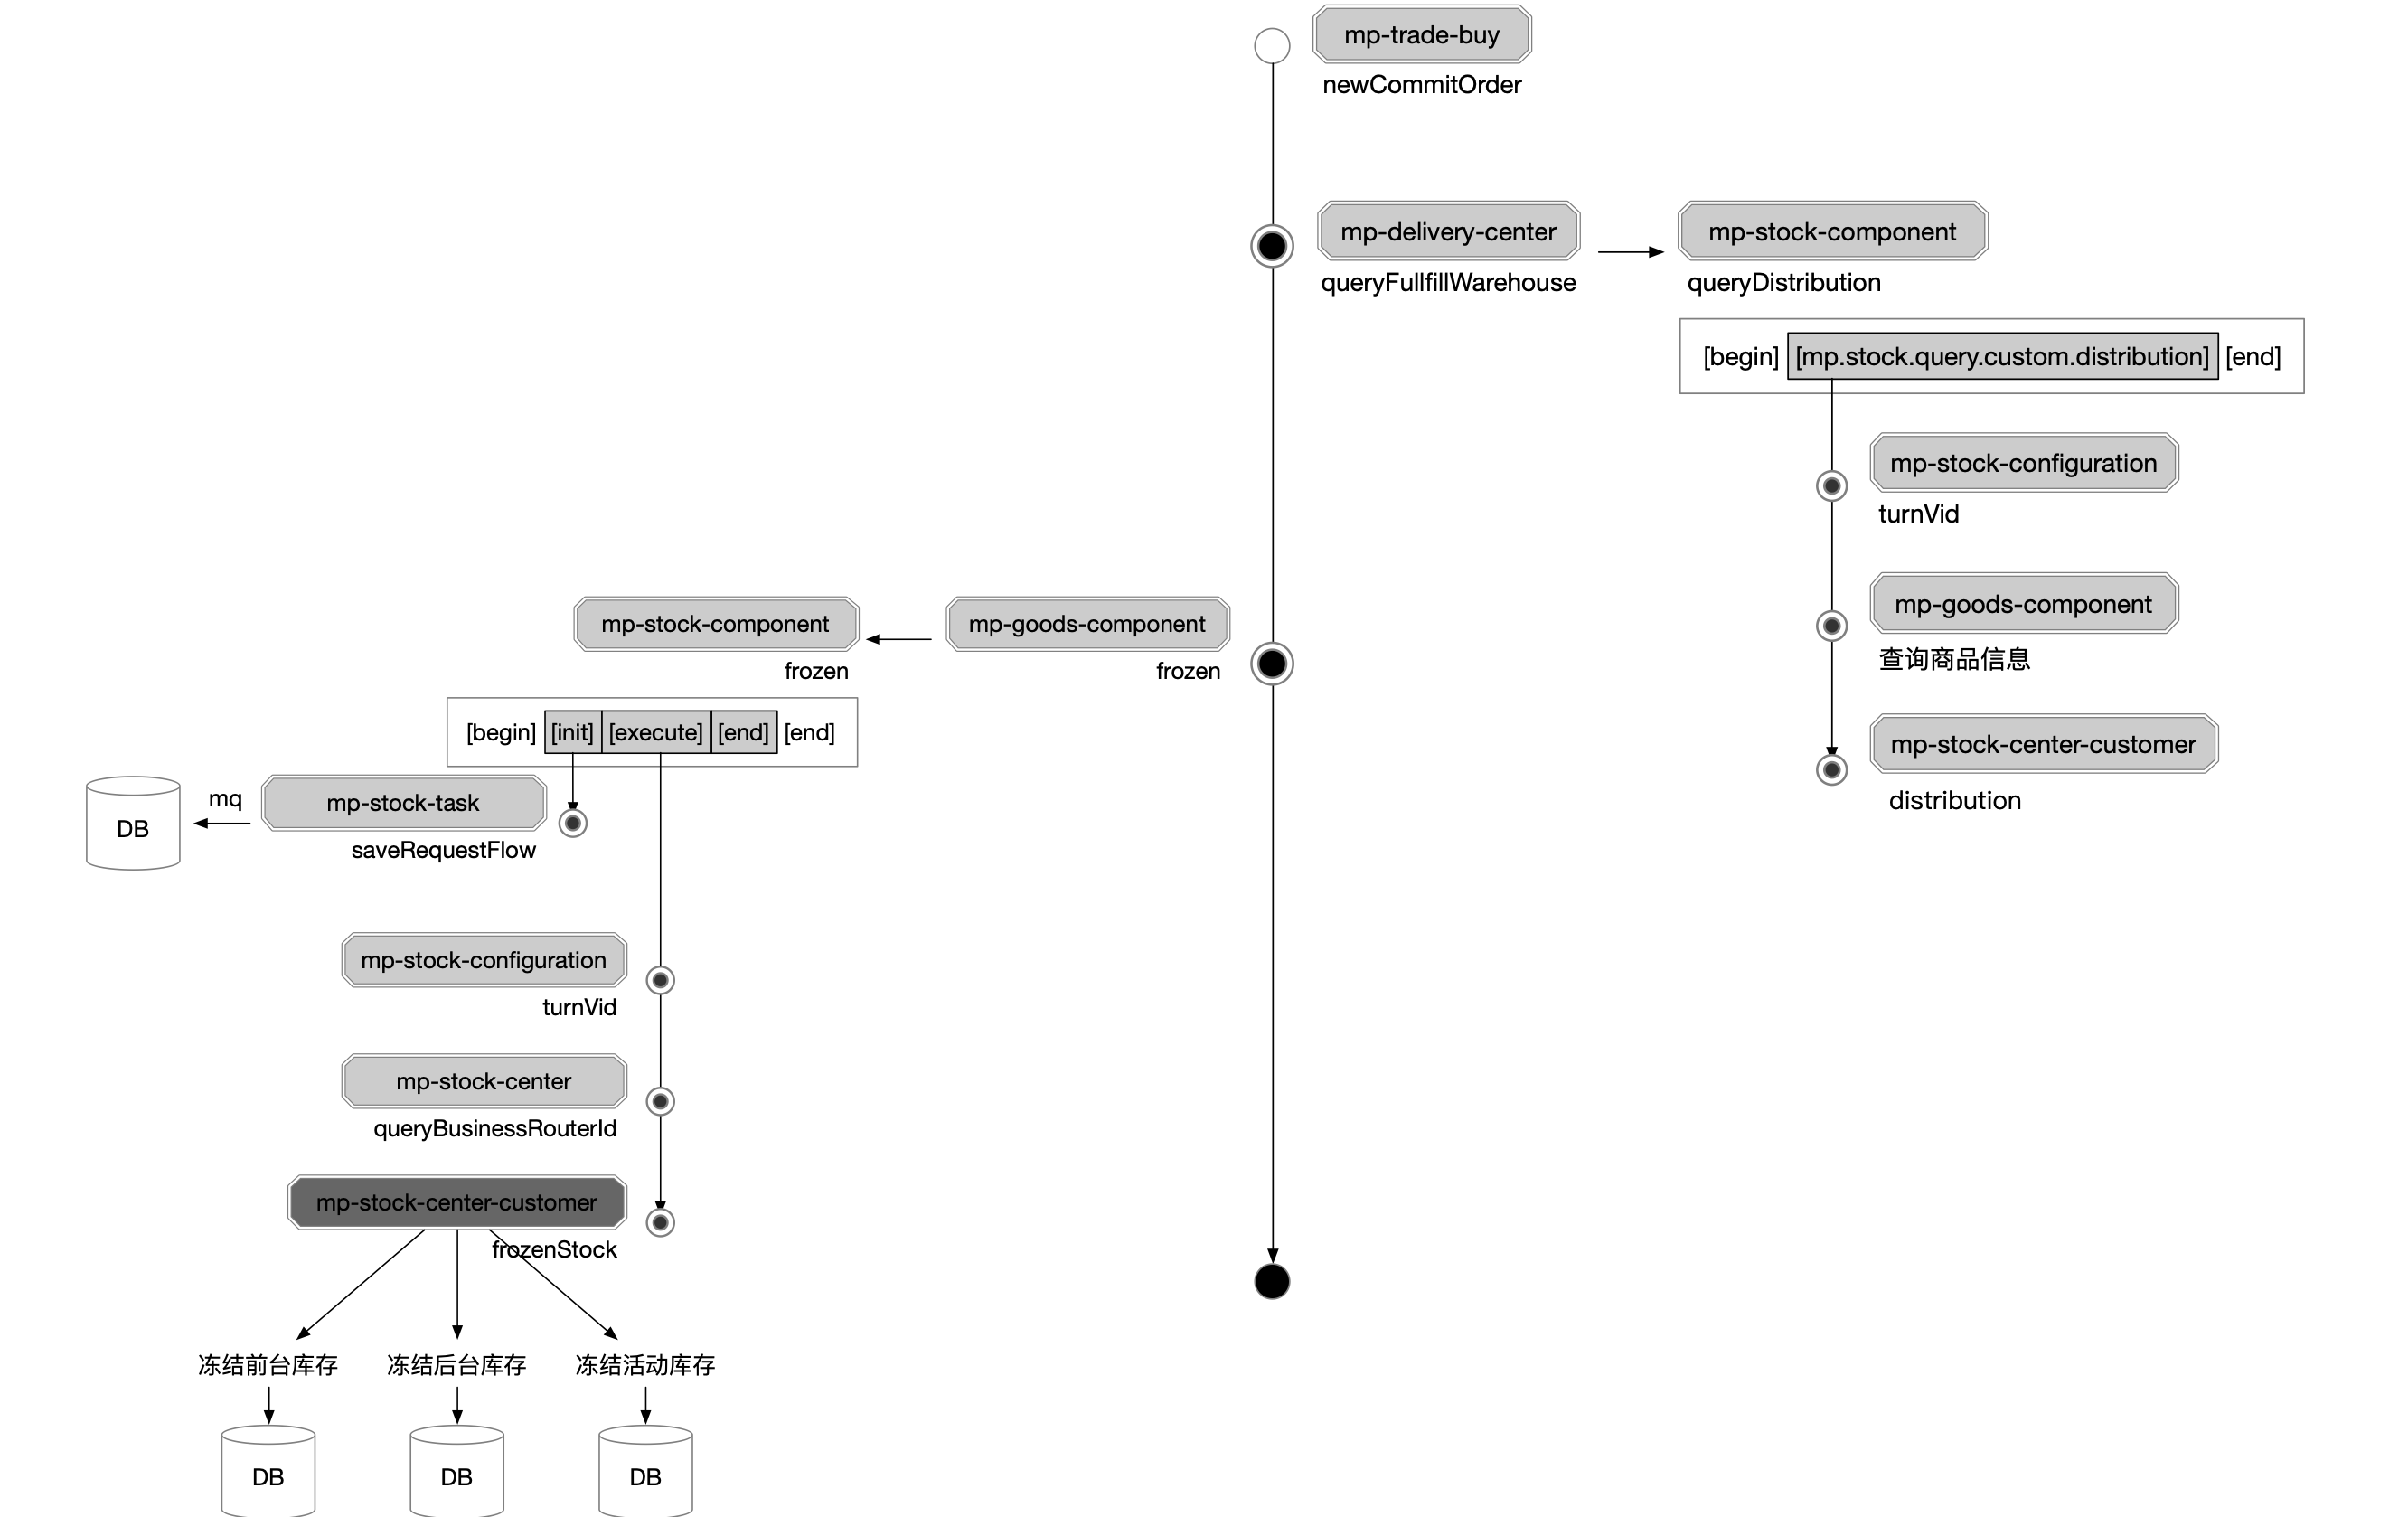 mp-trade-buy
newCommitOrder
mp-delivery-center
queryFullfillWarehouse
mp-stock-component
queryDistribution
[begin] [mp.stock.query.custom.distribution] [end]
mp-stock-configuration
turnVid
mp-goods-component
查询商品信息
mp-stock-center-customer
distribution
mp-goods-component
frozen
mp-stock-component
frozen
[begin] [init] [execute] [end] [end]
mp-stock-task
saveRequestFlow
mq
DB
mp-stock-configuration
turnVid
mp-stock-center
queryBusinessRouterId
mp-stock-center-customer
frozenStock
冻结前台库存
冻结后台库存
冻结活动库存
DB
DB
DB